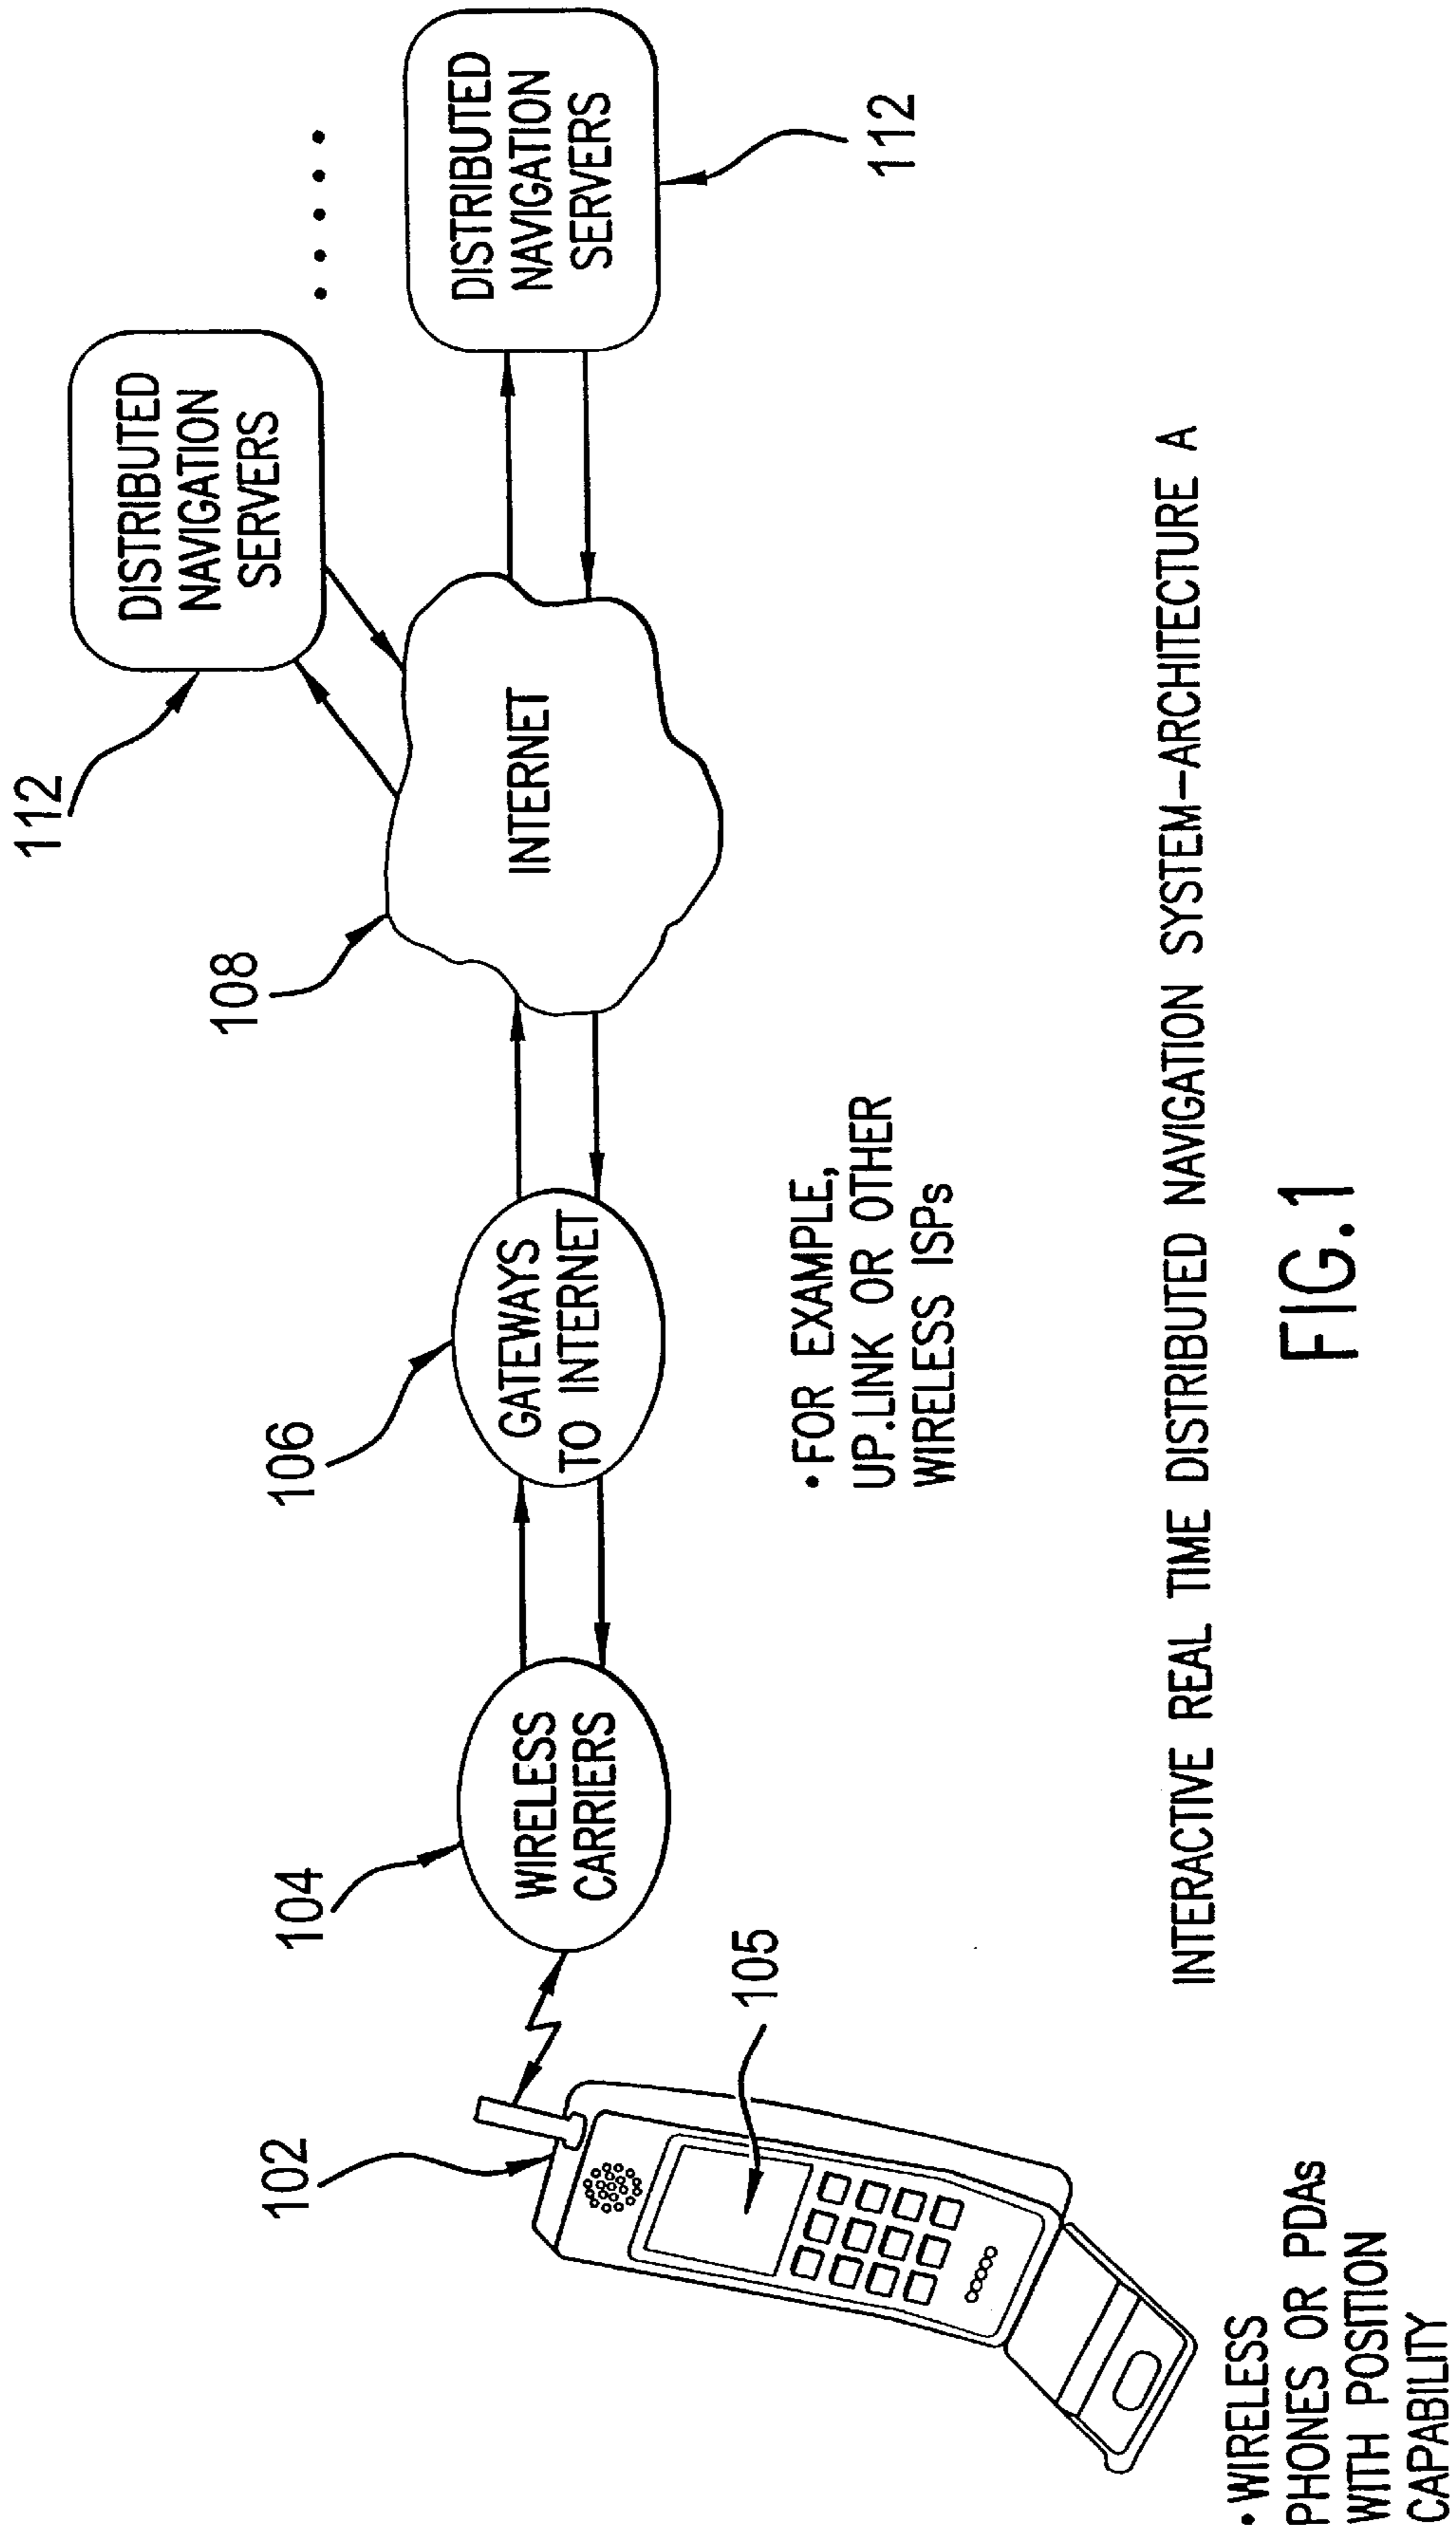 112
DISTRIBUTED
NAVIGATION
SERVERS
108
INTERNET
DISTRIBUTED
NAVIGATION
SERVERS
112
106
GATEWAYS
TO INTERNET
104
WIRELESS
CARRIERS
102
105
•FOR EXAMPLE,
UP.LINK OR OTHER
WIRELESS ISPs
•WIRELESS
PHONES OR PDAs
WITH POSITION
CAPABILITY
INTERACTIVE REAL TIME DISTRIBUTED NAVIGATION SYSTEM-ARCHITECTURE A
FIG.1